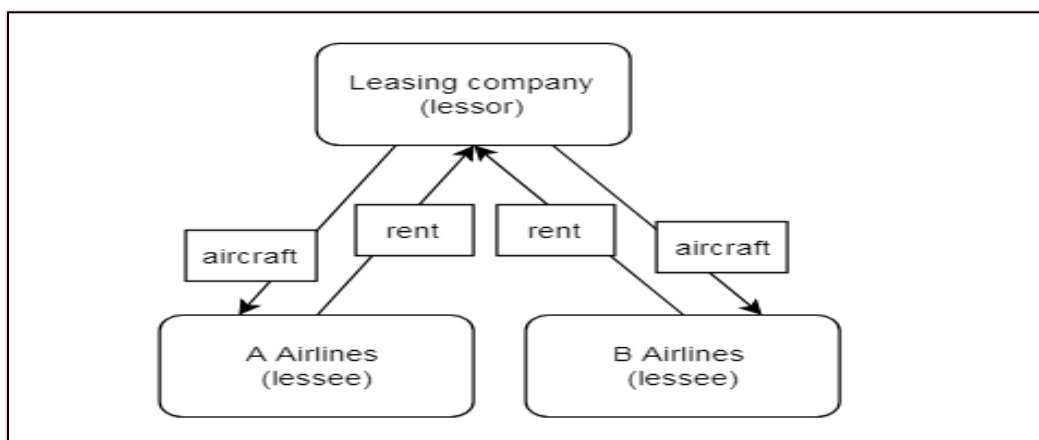 Leasing company
(lessor)
rent
rent
aircraft
aircraft
A Airlines
(lessee)
B Airlines
(lessee)